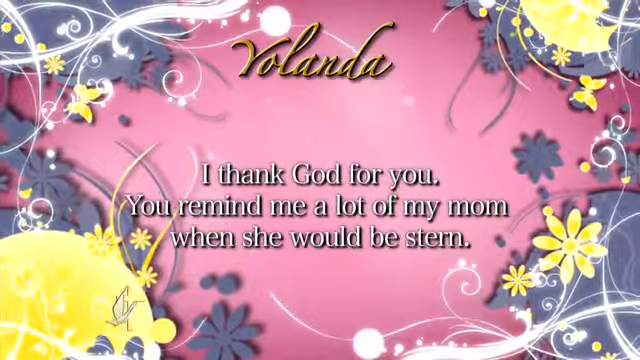 Yolanda
I thank God for you.
You remind me a lot of my mom
when she would be stern.